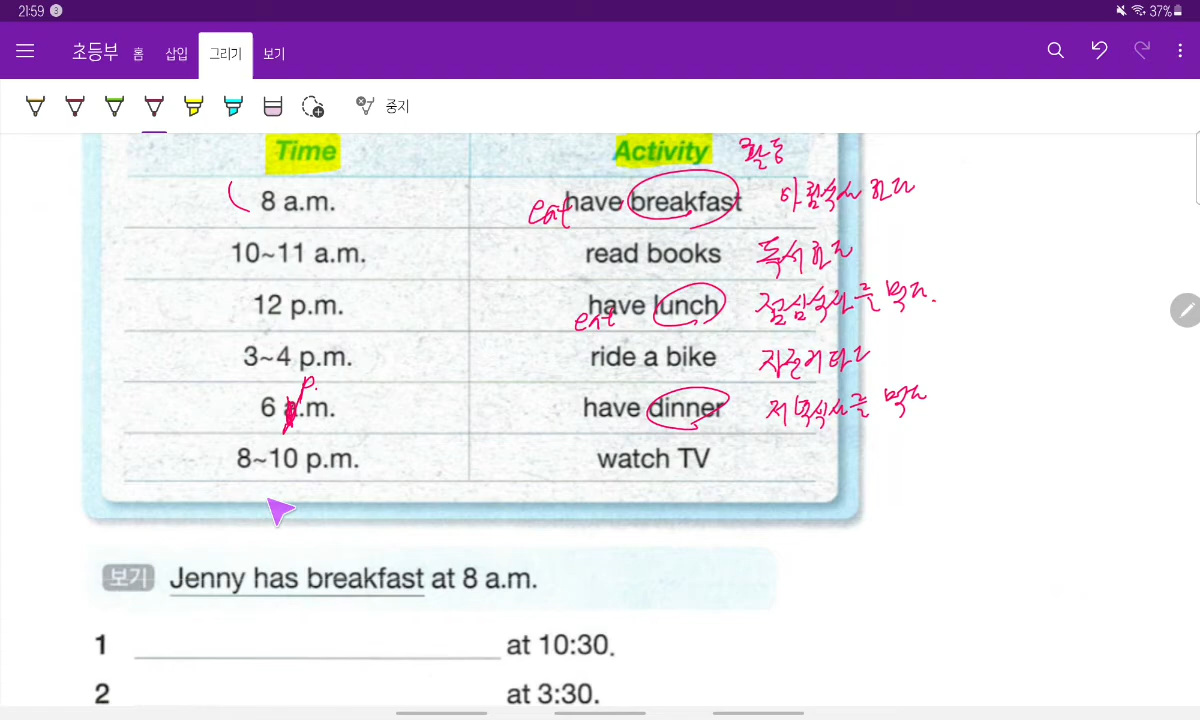 21:59 3 37%
초등부 홈 삽입 그리기 보기
중지
Time Activity 활동
8 a.m. eat have breakfast 아침식사 한다
10~11 a.m. read books 독서한다
12 p.m. eat have lunch 점심식사를 먹다.
3~4 p.m. ride a bike 자전거 타다
p.
6 .m. have dinner 저녁식사를 먹다
8~10 p.m. watch TV
보기 Jenny has breakfast at 8 a.m.
1 at 10:30.
2 at 3:30.